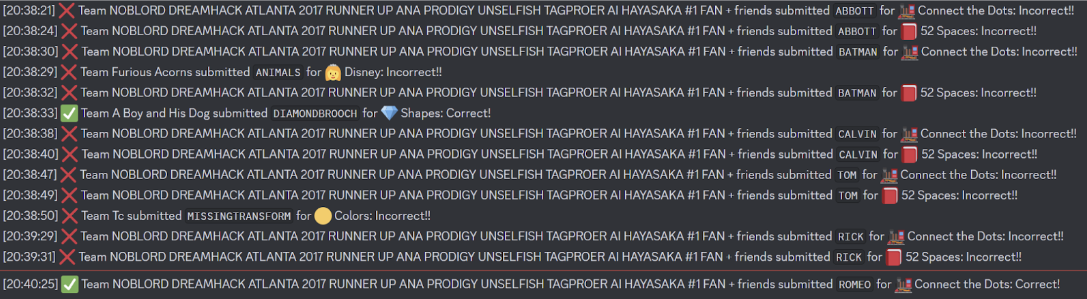 [20:38:21] ❌ Team NOBLORD DREAMHACK ATLANTA 2017 RUNNER UP ANA PRODIGY UNSELFISH TAGPROER AI HAYASAKA #1 FAN + friends submitted ABBOTT for 🚂 Connect the Dots: Incorrect!!
[20:38:24] ❌ Team NOBLORD DREAMHACK ATLANTA 2017 RUNNER UP ANA PRODIGY UNSELFISH TAGPROER AI HAYASAKA #1 FAN + friends submitted ABBOTT for 📕 52 Spaces: Incorrect!!
[20:38:30] ❌ Team NOBLORD DREAMHACK ATLANTA 2017 RUNNER UP ANA PRODIGY UNSELFISH TAGPROER AI HAYASAKA #1 FAN + friends submitted BATMAN for 🚂 Connect the Dots: Incorrect!!
[20:38:29] ❌ Team Furious Acorns submitted ANIMALS for 👸 Disney: Incorrect!!
[20:38:32] ❌ Team NOBLORD DREAMHACK ATLANTA 2017 RUNNER UP ANA PRODIGY UNSELFISH TAGPROER AI HAYASAKA #1 FAN + friends submitted BATMAN for 📕 52 Spaces: Incorrect!!
[20:38:33] ✅ Team A Boy and His Dog submitted DIAMONDBROOCH for 💎 Shapes: Correct!
[20:38:38] ❌ Team NOBLORD DREAMHACK ATLANTA 2017 RUNNER UP ANA PRODIGY UNSELFISH TAGPROER AI HAYASAKA #1 FAN + friends submitted CALVIN for 🚂 Connect the Dots: Incorrect!!
[20:38:40] ❌ Team NOBLORD DREAMHACK ATLANTA 2017 RUNNER UP ANA PRODIGY UNSELFISH TAGPROER AI HAYASAKA #1 FAN + friends submitted CALVIN for 📕 52 Spaces: Incorrect!!
[20:38:47] ❌ Team NOBLORD DREAMHACK ATLANTA 2017 RUNNER UP ANA PRODIGY UNSELFISH TAGPROER AI HAYASAKA #1 FAN + friends submitted TOM for 🚂 Connect the Dots: Incorrect!!
[20:38:49] ❌ Team NOBLORD DREAMHACK ATLANTA 2017 RUNNER UP ANA PRODIGY UNSELFISH TAGPROER AI HAYASAKA #1 FAN + friends submitted TOM for 📕 52 Spaces: Incorrect!!
[20:38:50] ❌ Team Tc submitted MISSINGTRANSFORM for 🟡 Colors: Incorrect!!
[20:39:29] ❌ Team NOBLORD DREAMHACK ATLANTA 2017 RUNNER UP ANA PRODIGY UNSELFISH TAGPROER AI HAYASAKA #1 FAN + friends submitted RICK for 🚂 Connect the Dots: Incorrect!!
[20:39:31] ❌ Team NOBLORD DREAMHACK ATLANTA 2017 RUNNER UP ANA PRODIGY UNSELFISH TAGPROER AI HAYASAKA #1 FAN + friends submitted RICK for 📕 52 Spaces: Incorrect!!
[20:40:25] ✅ Team NOBLORD DREAMHACK ATLANTA 2017 RUNNER UP ANA PRODIGY UNSELFISH TAGPROER AI HAYASAKA #1 FAN + friends submitted ROMEO for 🚂 Connect the Dots: Correct!